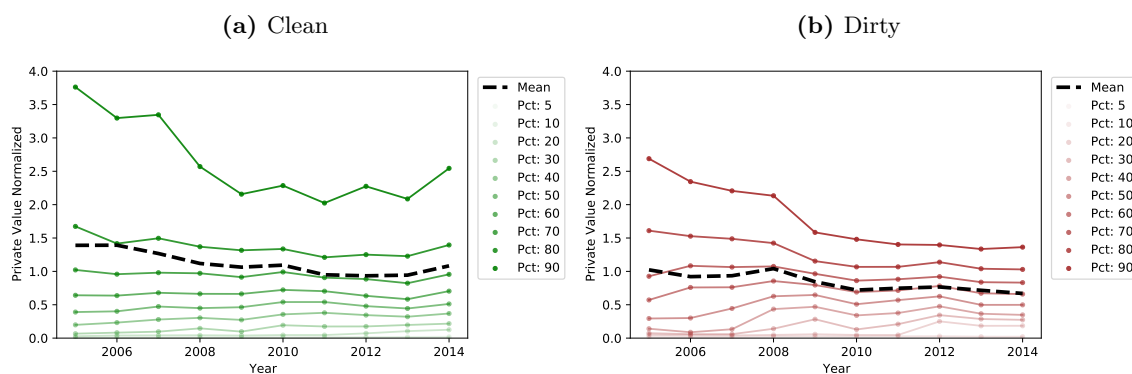 (a) Clean
4.0
3.5
3.0
2.5
2.0
1.5
1.0
0.5
0.0
Private Value Normalized
2006
2008
2010
2012
2014
Year
Mean
Pct: 5
Pct: 10
Pct: 20
Pct: 30
Pct: 40
Pct: 50
Pct: 60
Pct: 70
Pct: 80
Pct: 90
(b) Dirty
4.0
3.5
3.0
2.5
2.0
1.5
1.0
0.5
0.0
Private Value Normalized
2006
2008
2010
2012
2014
Year
Mean
Pct: 5
Pct: 10
Pct: 20
Pct: 30
Pct: 40
Pct: 50
Pct: 60
Pct: 70
Pct: 80
Pct: 90